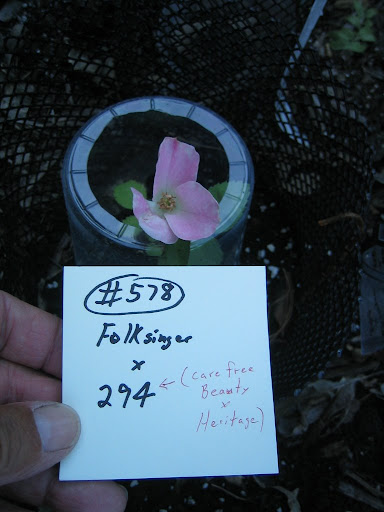 #578
Folksinger
x
294 ← (care free
Beauty
x
Heritage)